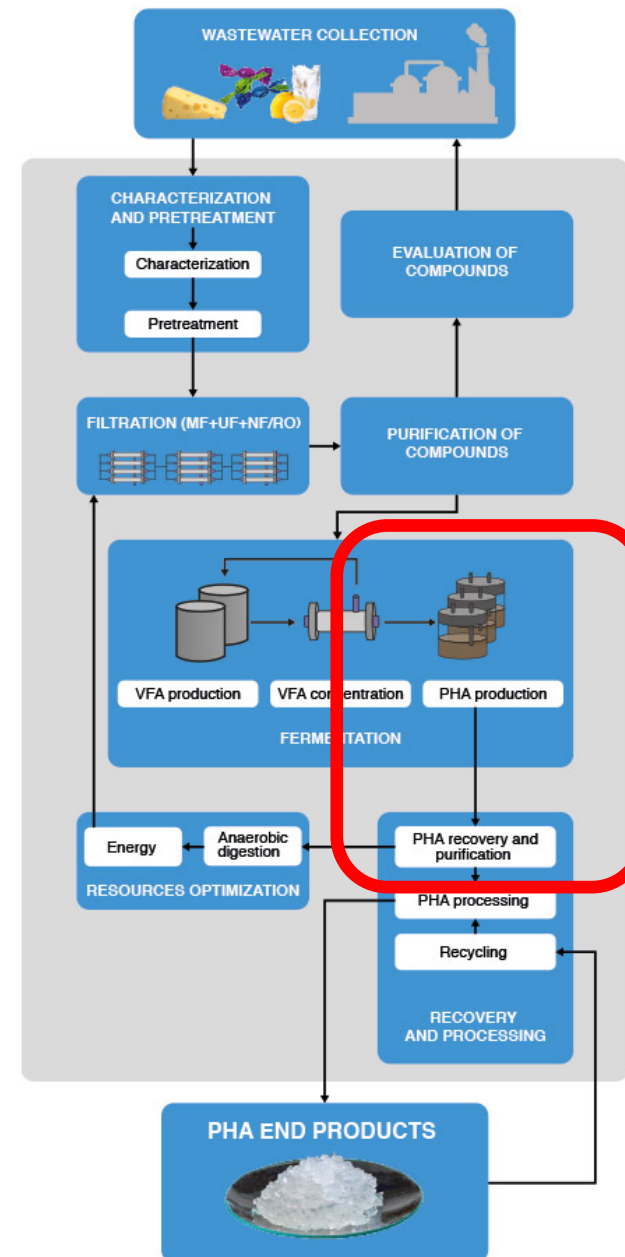 WASTEWATER COLLECTION
CHARACTERIZATION
AND PRETREATMENT
Characterization
Pretreatment
EVALUATION OF
COMPOUNDS
FILTRATION (MF+UF+NF/RO)
PURIFICATION OF
COMPOUNDS
VFA production
VFA concentration
PHA production
FERMENTATION
Energy
Anaerobic
digestion
RESOURCES OPTIMIZATION
PHA recovery and
purification
PHA processing
Recycling
RECOVERY
AND PROCESSING
PHA END PRODUCTS